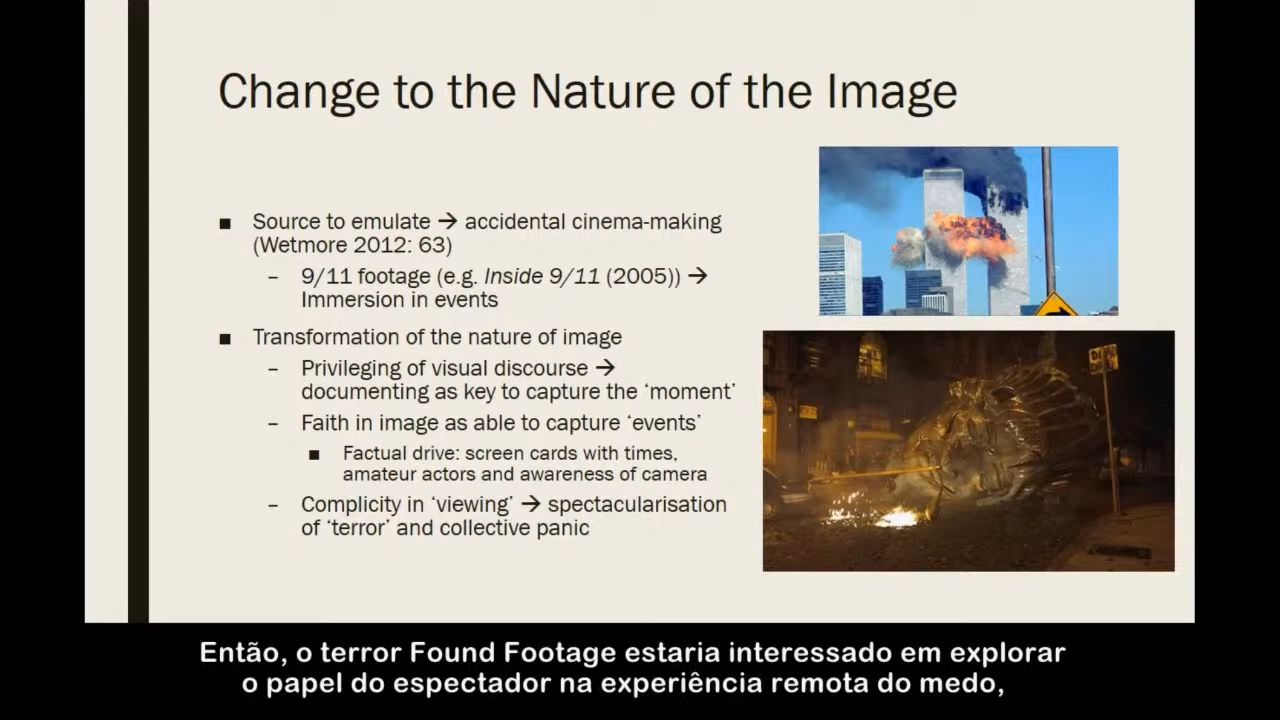 Change to the Nature of the Image
■ Source to emulate → accidental cinema-making
(Wetmore 2012: 63)
– 9/11 footage (e.g. Inside 9/11 (2005)) →
Immersion in events
■ Transformation of the nature of image
– Privileging of visual discourse →
documenting as key to capture the ‘moment’
– Faith in image as able to capture ‘events’
■ Factual drive: screen cards with times,
amateur actors and awareness of camera
– Complicity in ‘viewing’ → spectacularisation
of ‘terror’ and collective panic
Então, o terror Found Footage estaria interessado em explorar
o papel do espectador na experiência remota do medo,